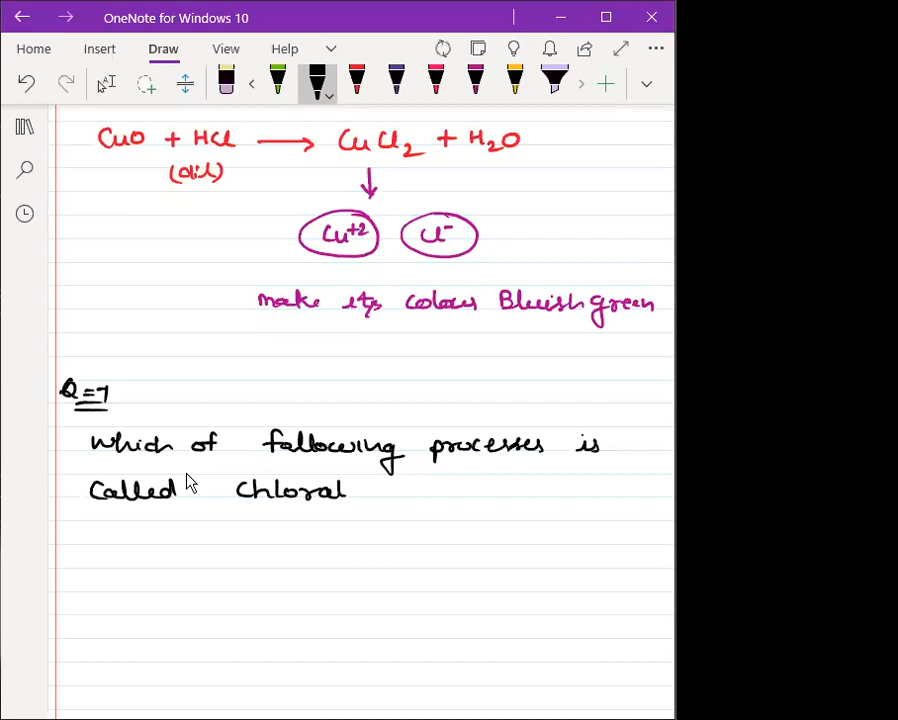 OneNote for Windows 10
Home Insert Draw View Help
CuO + HCl ⟶ CuCl₂ + H₂O
(dil)
↓
Cu⁺² Cl⁻
make its colour Bluish green
Q=7
Which of following processes is
Called Chloral